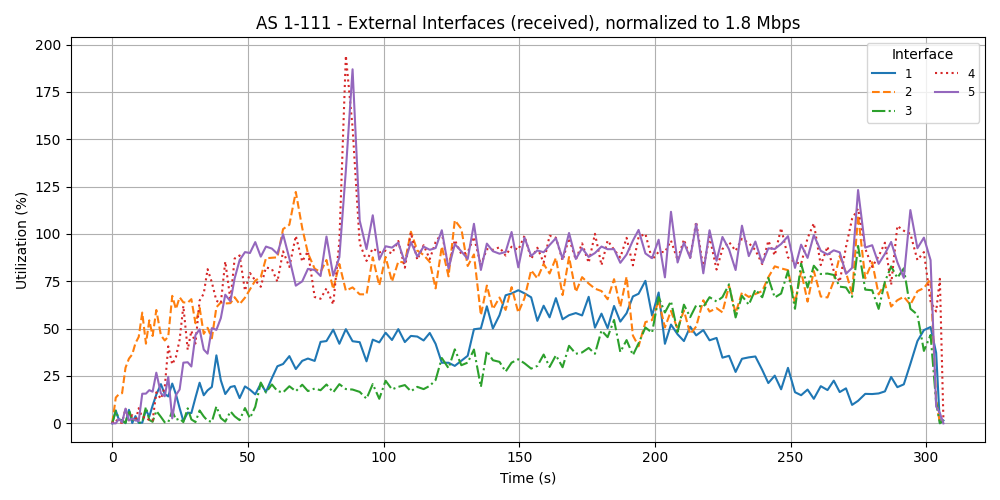 AS 1-111 - External Interfaces (received), normalized to 1.8 Mbps
Utilization (%)
200
175
150
125
100
75
50
25
0
Interface
1
2
3
4
5
0 50 100 150 200 250 300
Time (s)